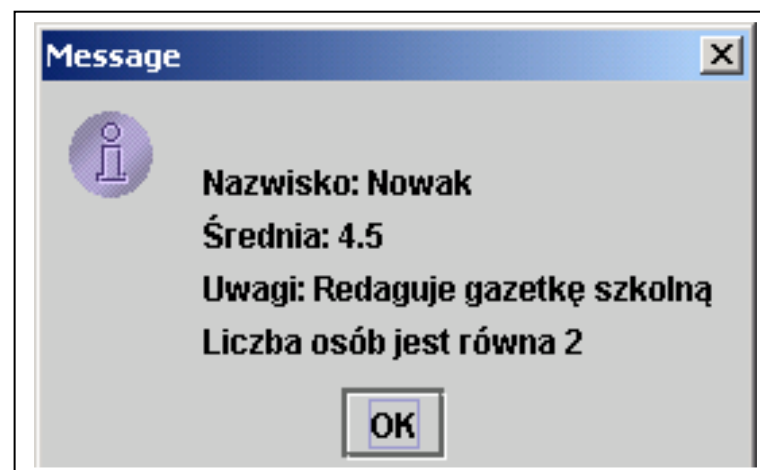 Message
Nazwisko: Nowak
Średnia: 4.5
Uwagi: Redaguje gazetkę szkolną
Liczba osób jest równa 2
OK